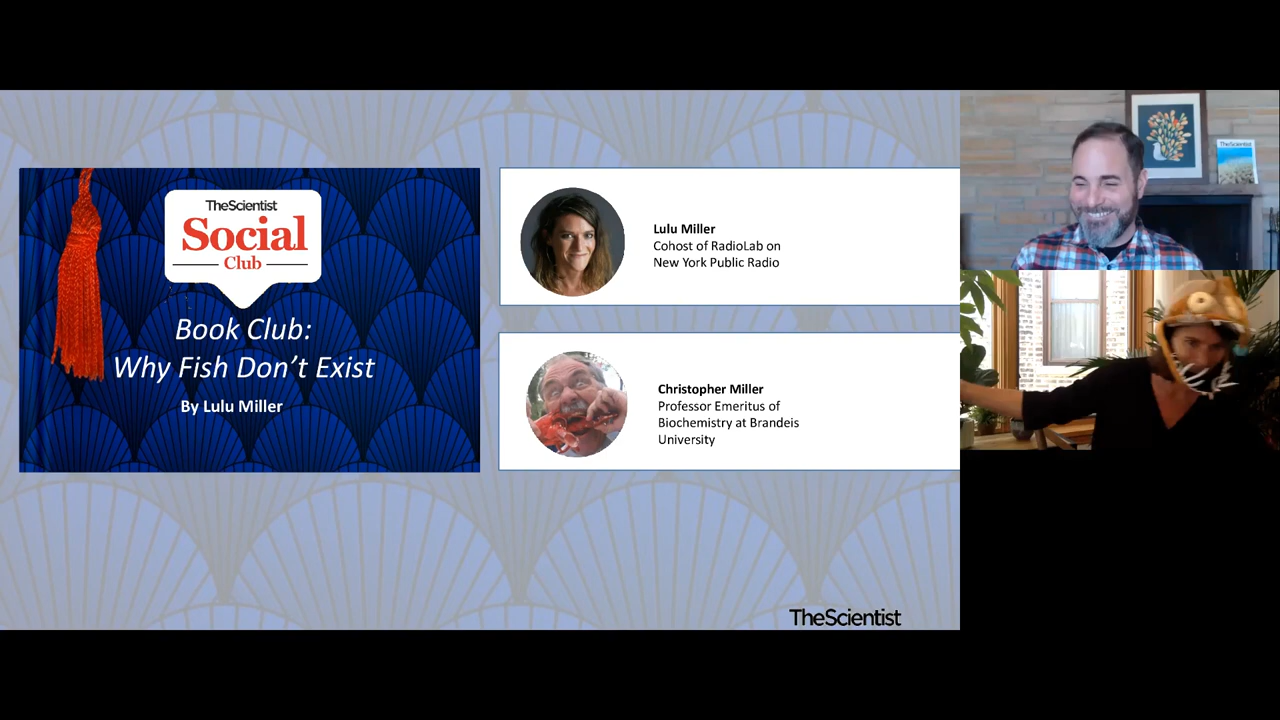 TheScientist
Social
Club
Book Club:
Why Fish Don't Exist
By Lulu Miller
Lulu Miller
Cohost of RadioLab on
New York Public Radio
Christopher Miller
Professor Emeritus of
Biochemistry at Brandeis
University
TheScientist
TheScientist